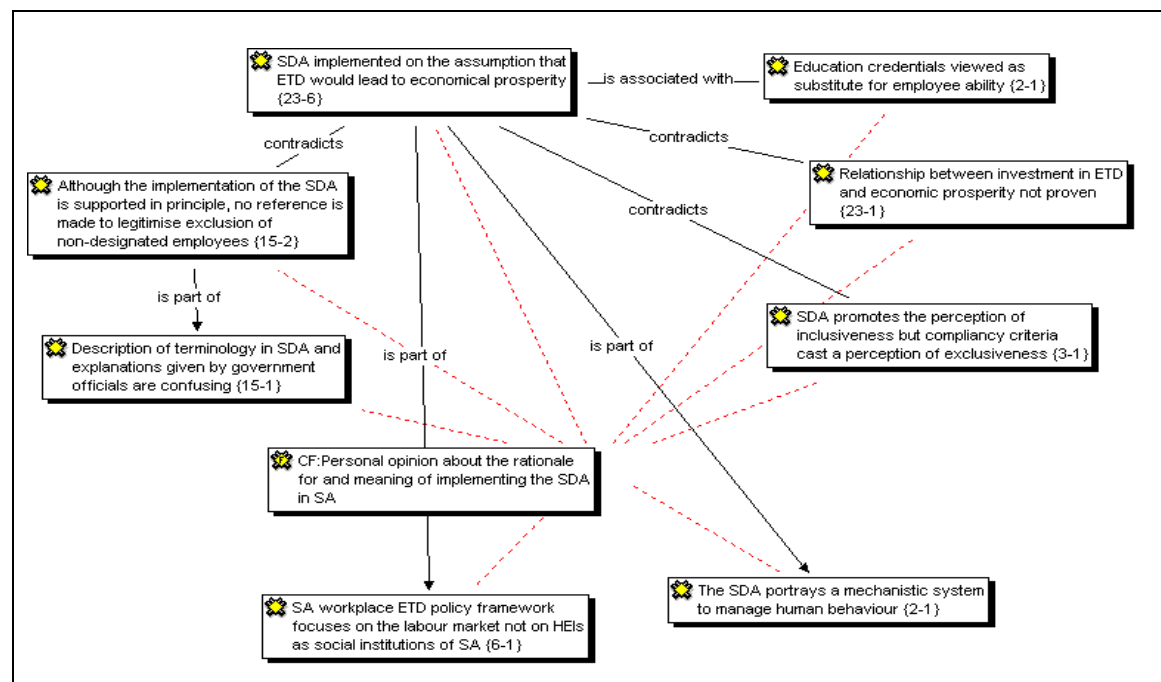 SDA implemented on the assumption that
ETD would lead to economical prosperity
{23-6}
is associated with
Education credentials viewed as
substitute for employee ability {2-1}
contradicts
contradicts
Although the implementation of the SDA
is supported in principle, no reference is
made to legitimise exclusion of
non-designated employees {15-2}
Relationship between investment in ETD
and economic prosperity not proven
{23-1}
contradicts
is part of
SDA promotes the perception of
inclusiveness but compliancy criteria
cast a perception of exclusiveness {3-1}
Description of terminology in SDA and
explanations given by government
officials are confusing {15-1}
is part of
is part of
F
CF:Personal opinion about the rationale
for and meaning of implementing the SDA
in SA
The SDA portrays a mechanistic system
to manage human behaviour {2-1}
SA workplace ETD policy framework
focuses on the labour market not on HEIs
as social institutions of SA {6-1}